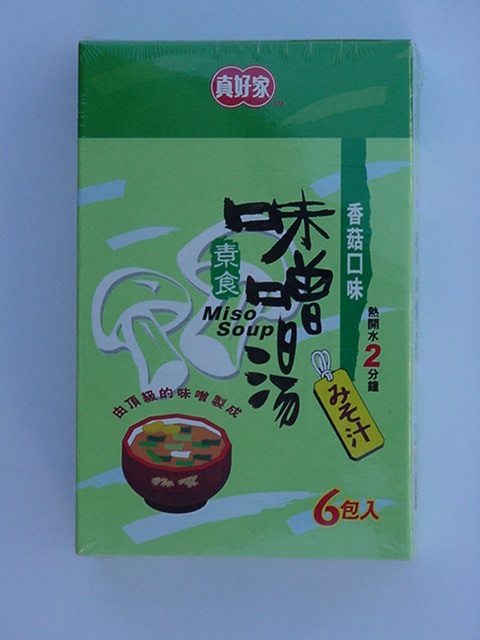 真好家
TM
香菇口味
味噌湯
素食
Miso
Soup
熱開水2分鐘
みそ汁
由頂級的味噌製成
6包入